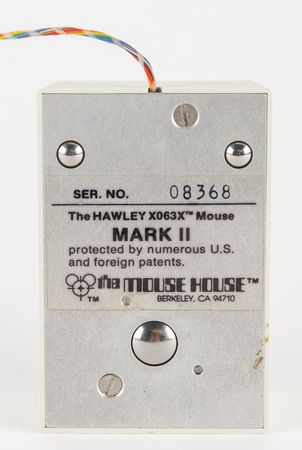 SER. NO. 08368
The HAWLEY X063X™ Mouse
MARK II
protected by numerous U.S.
and foreign patents.
the MOUSE HOUSE™
TM BERKELEY, CA 94710